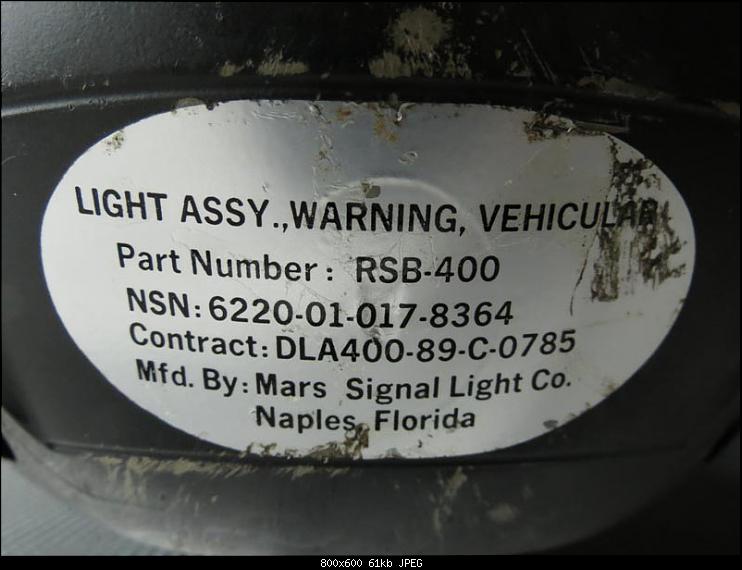 LIGHT ASSY.,WARNING, VEHICULAR
Part Number: RSB-400
NSN: 6220-01-017-8364
Contract: DLA400-89-C-0785
Mfd. By: Mars Signal Light Co.
Naples, Florida
800x600 61kb JPEG